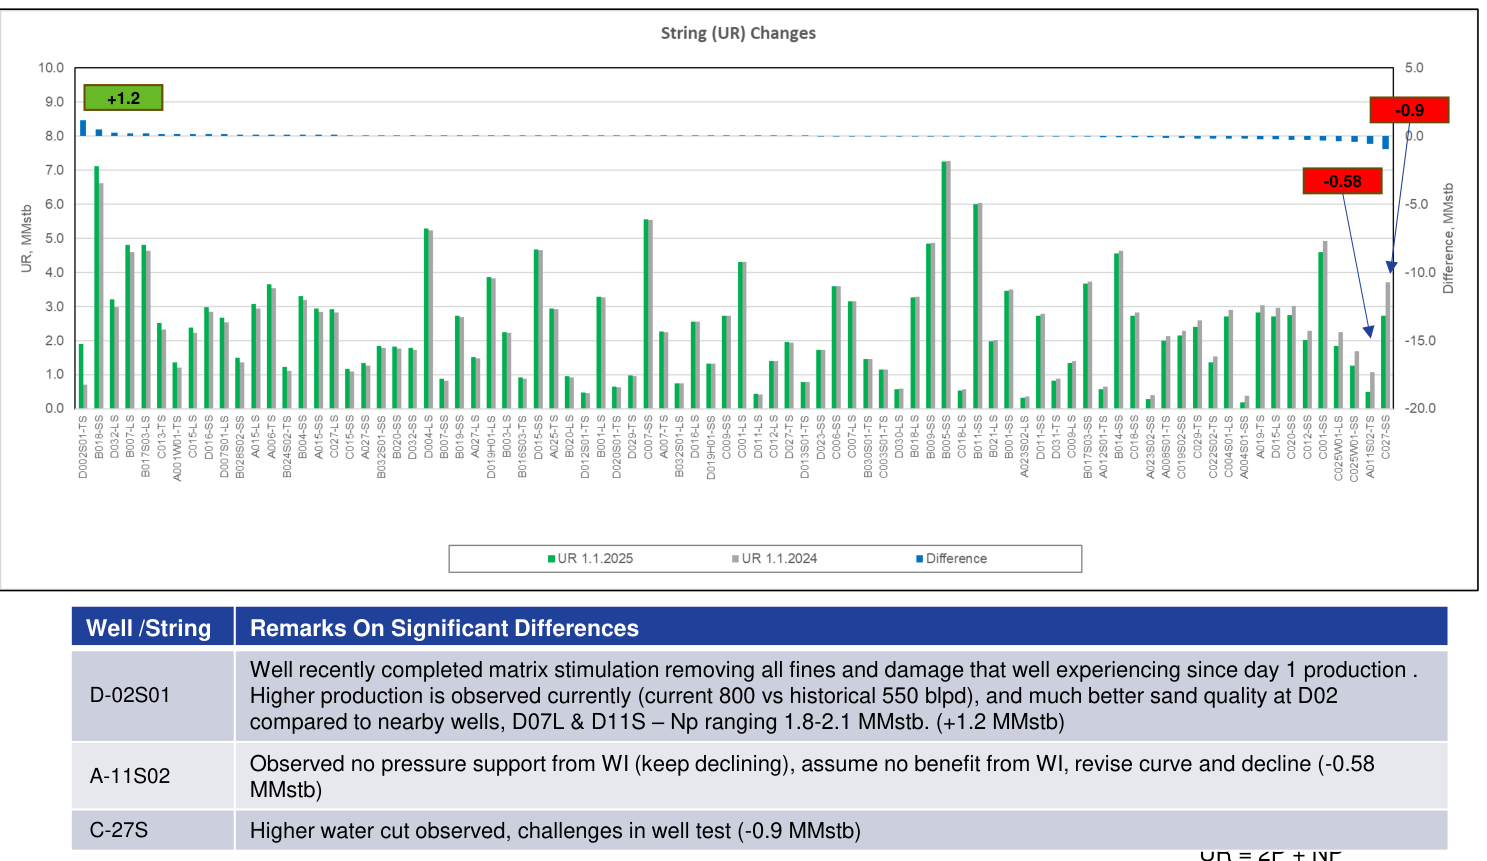 String (UR) Changes
10.0
9.0
8.0
7.0
6.0
5.0
4.0
3.0
2.0
1.0
0.0
UR, MMstb
5.0
0.0
-5.0
-10.0
-15.0
-20.0
Difference, MMstb
+1.2
-0.9
-0.58
D002S01-TS
B018-SS
D032-LS
B007-LS
B017S03-LS
C013-TS
A001W01-TS
C015-LS
D016-SS
D007S01-LS
B028S02-SS
A015-LS
A006-TS
B024S02-TS
B004-SS
A015-SS
C027-LS
C015-SS
A027-SS
B032S01-SS
B020-SS
D032-SS
D004-LS
B007-SS
B019-SS
A027-LS
D019H01-LS
B003-LS
B016S03-TS
D015-SS
A025-TS
B020-LS
D012S01-TS
B001-LS
D020S01-TS
D029-TS
C007-SS
A007-TS
B032S01-LS
B016-LS
D019H01-SS
C009-SS
C001-LS
D011-LS
C012-LS
D027-TS
D013S01-TS
D023-SS
C006-SS
C007-LS
B030S01-TS
C003S01-TS
D030-LS
B018-LS
B009-SS
B005-SS
C018-LS
B011-SS
B021-LS
B001-SS
A023S02-LS
D011-SS
D031-TS
C009-LS
B017S03-SS
A012S01-TS
B014-SS
C018-SS
A023S02-SS
A008S01-TS
C019S02-SS
C029-TS
C022S02-TS
C004S01-LS
A004S01-SS
A019-TS
D015-LS
C020-SS
C012-SS
C001-SS
C025W01-LS
C025W01-SS
A011S02-TS
C027-SS
UR 1.1.2025
UR 1.1.2024
Difference
Well /String
Remarks On Significant Differences
D-02S01
Well recently completed matrix stimulation removing all fines and damage that well experiencing since day 1 production .
Higher production is observed currently (current 800 vs historical 550 blpd), and much better sand quality at D02
compared to nearby wells, D07L & D11S – Np ranging 1.8-2.1 MMstb. (+1.2 MMstb)
A-11S02
Observed no pressure support from WI (keep declining), assume no benefit from WI, revise curve and decline (-0.58
MMstb)
C-27S
Higher water cut observed, challenges in well test (-0.9 MMstb)
UR = 2P + NP